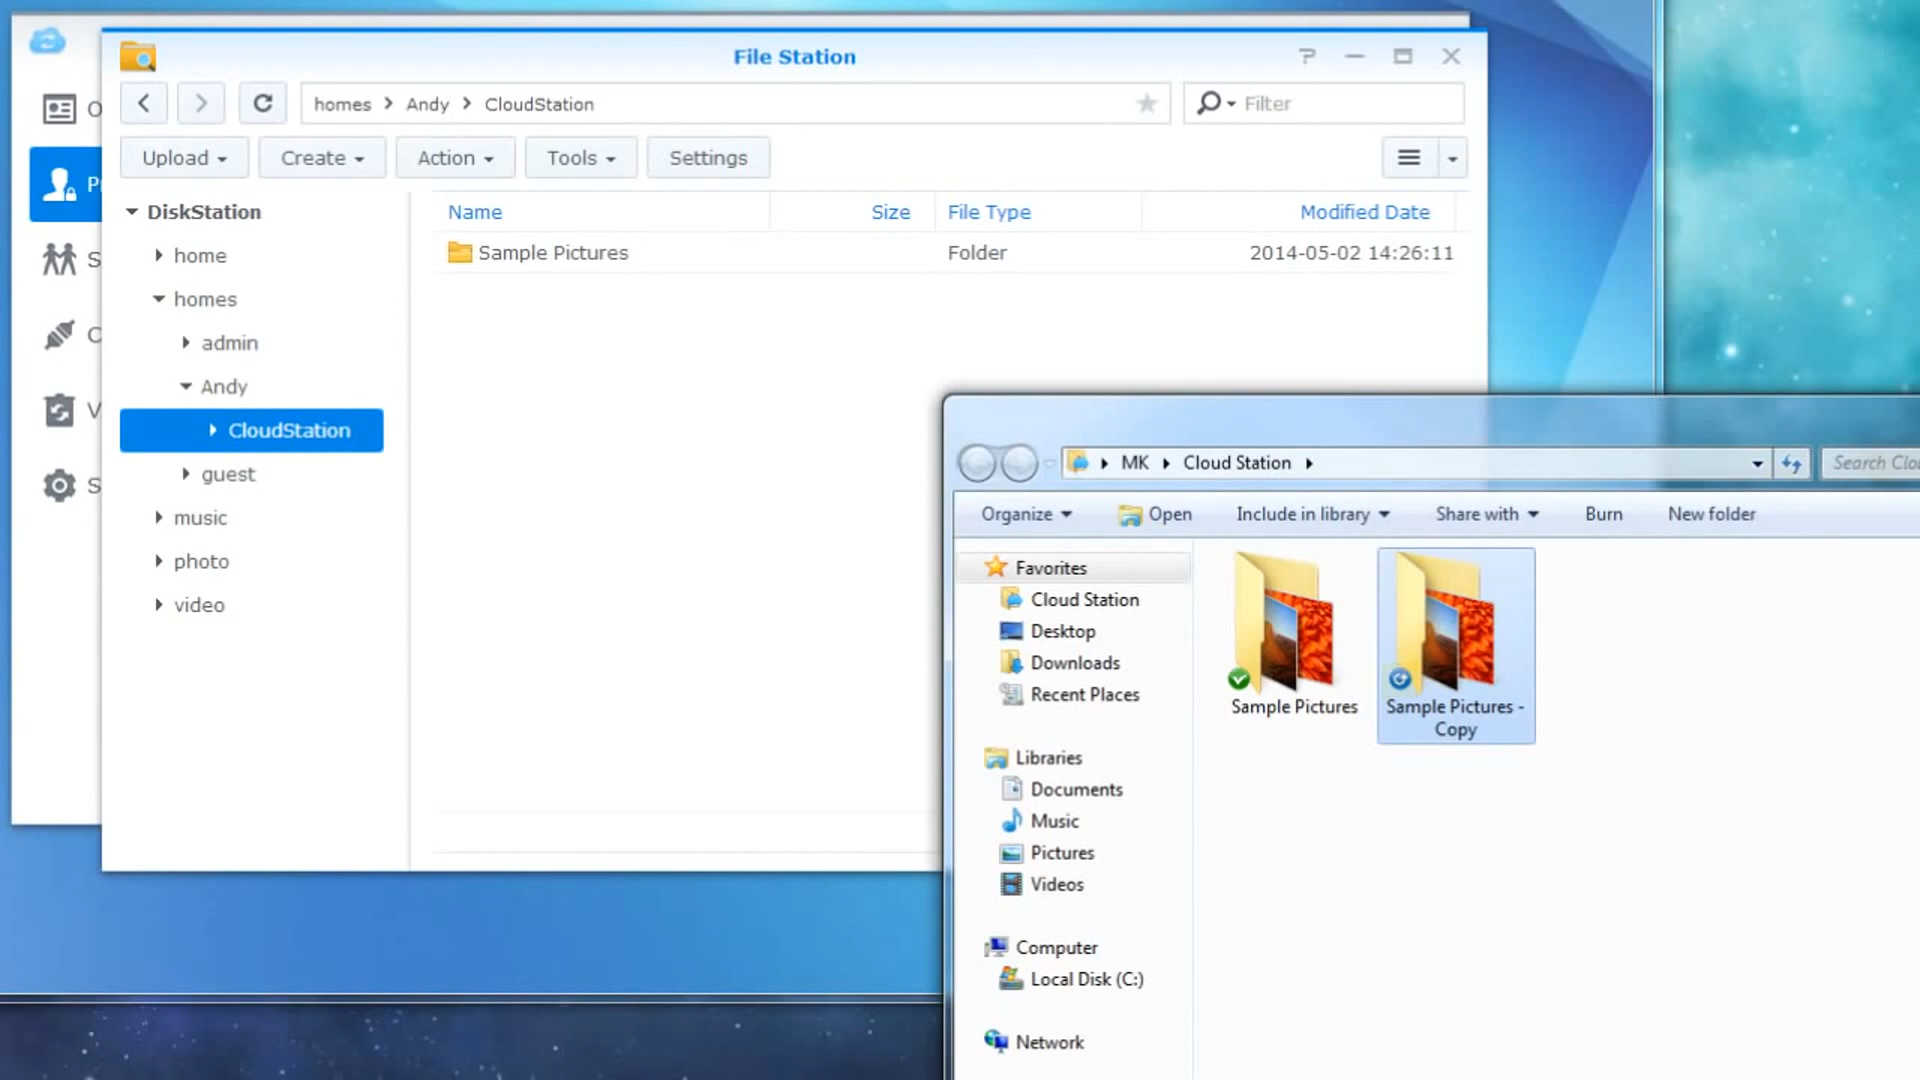 File Station
homes Andy CloudStation
Filter
Upload Create Action Tools Settings
DiskStation
home
homes
admin
Andy
CloudStation
guest
music
photo
video
Name Size File Type Modified Date
Sample Pictures Folder 2014-05-02 14:26:11
O
P
S
C
V
S
MK Cloud Station
Search Clo
Organize Open Include in library Share with Burn New folder
Favorites
Cloud Station
Desktop
Downloads
Recent Places
Libraries
Documents
Music
Pictures
Videos
Computer
Local Disk (C:)
Network
Sample Pictures
Sample Pictures -
Copy